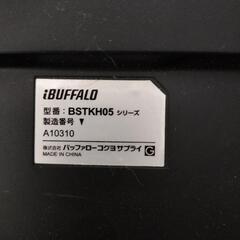 iBUFFALO
型番：BSTKH05 シリーズ
製造番号 ▼
A10310
株式会社バッファローコクヨサプライ
MADE IN CHINA
G